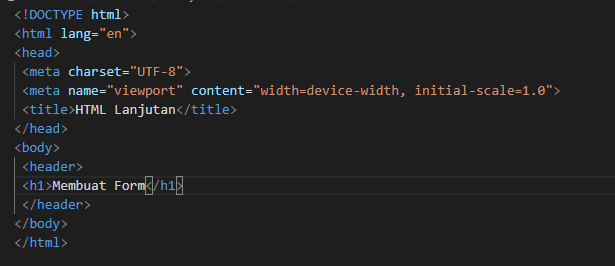 <!DOCTYPE html>
<html lang="en">
<head>
<meta charset="UTF-8">
<meta name="viewport" content="width=device-width, initial-scale=1.0">
<title>HTML Lanjutan</title>
</head>
<body>
<header>
<h1>Membuat Form</h1>
</header>
</body>
</html>